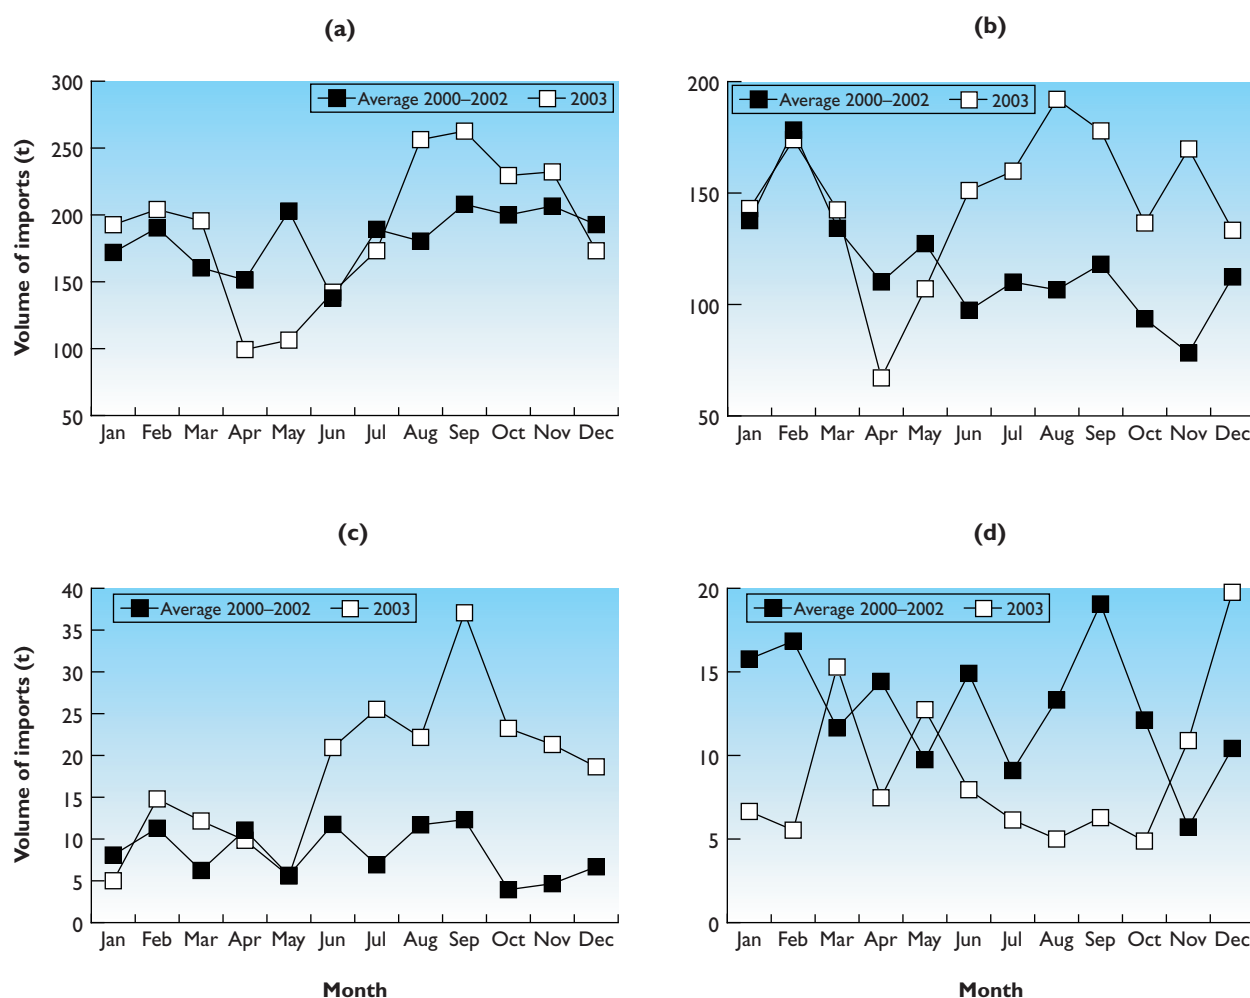 (a)
Volume of imports (t)
300
250
200
150
100
50
Average 2000–2002
2003
Jan Feb Mar Apr May Jun Jul Aug Sep Oct Nov Dec
(b)
200
150
100
50
Average 2000–2002
2003
Jan Feb Mar Apr May Jun Jul Aug Sep Oct Nov Dec
(c)
Volume of imports (t)
40
35
30
25
20
15
10
5
0
Average 2000–2002
2003
Jan Feb Mar Apr May Jun Jul Aug Sep Oct Nov Dec
Month
(d)
20
15
10
5
0
Average 2000–2002
2003
Jan Feb Mar Apr May Jun Jul Aug Sep Oct Nov Dec
Month